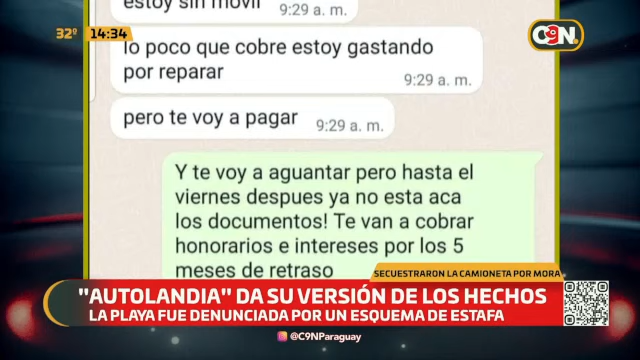 estoy sin movil
9:29 a. m.
32º 14:34
C9N
lo poco que cobre estoy gastando
por reparar
9:29 a. m.
pero te voy a pagar 9:29 a. m.
Y te voy a aguantar pero hasta el
viernes despues ya no esta aca
los documentos! Te van a cobrar
honorarios e intereses por los 5
meses de retraso
SECUESTRARON LA CAMIONETA POR MORA
"AUTOLANDIA" DA SU VERSIÓN DE LOS HECHOS
LA PLAYA FUE DENUNCIADA POR UN ESQUEMA DE ESTAFA
@C9NParaguay